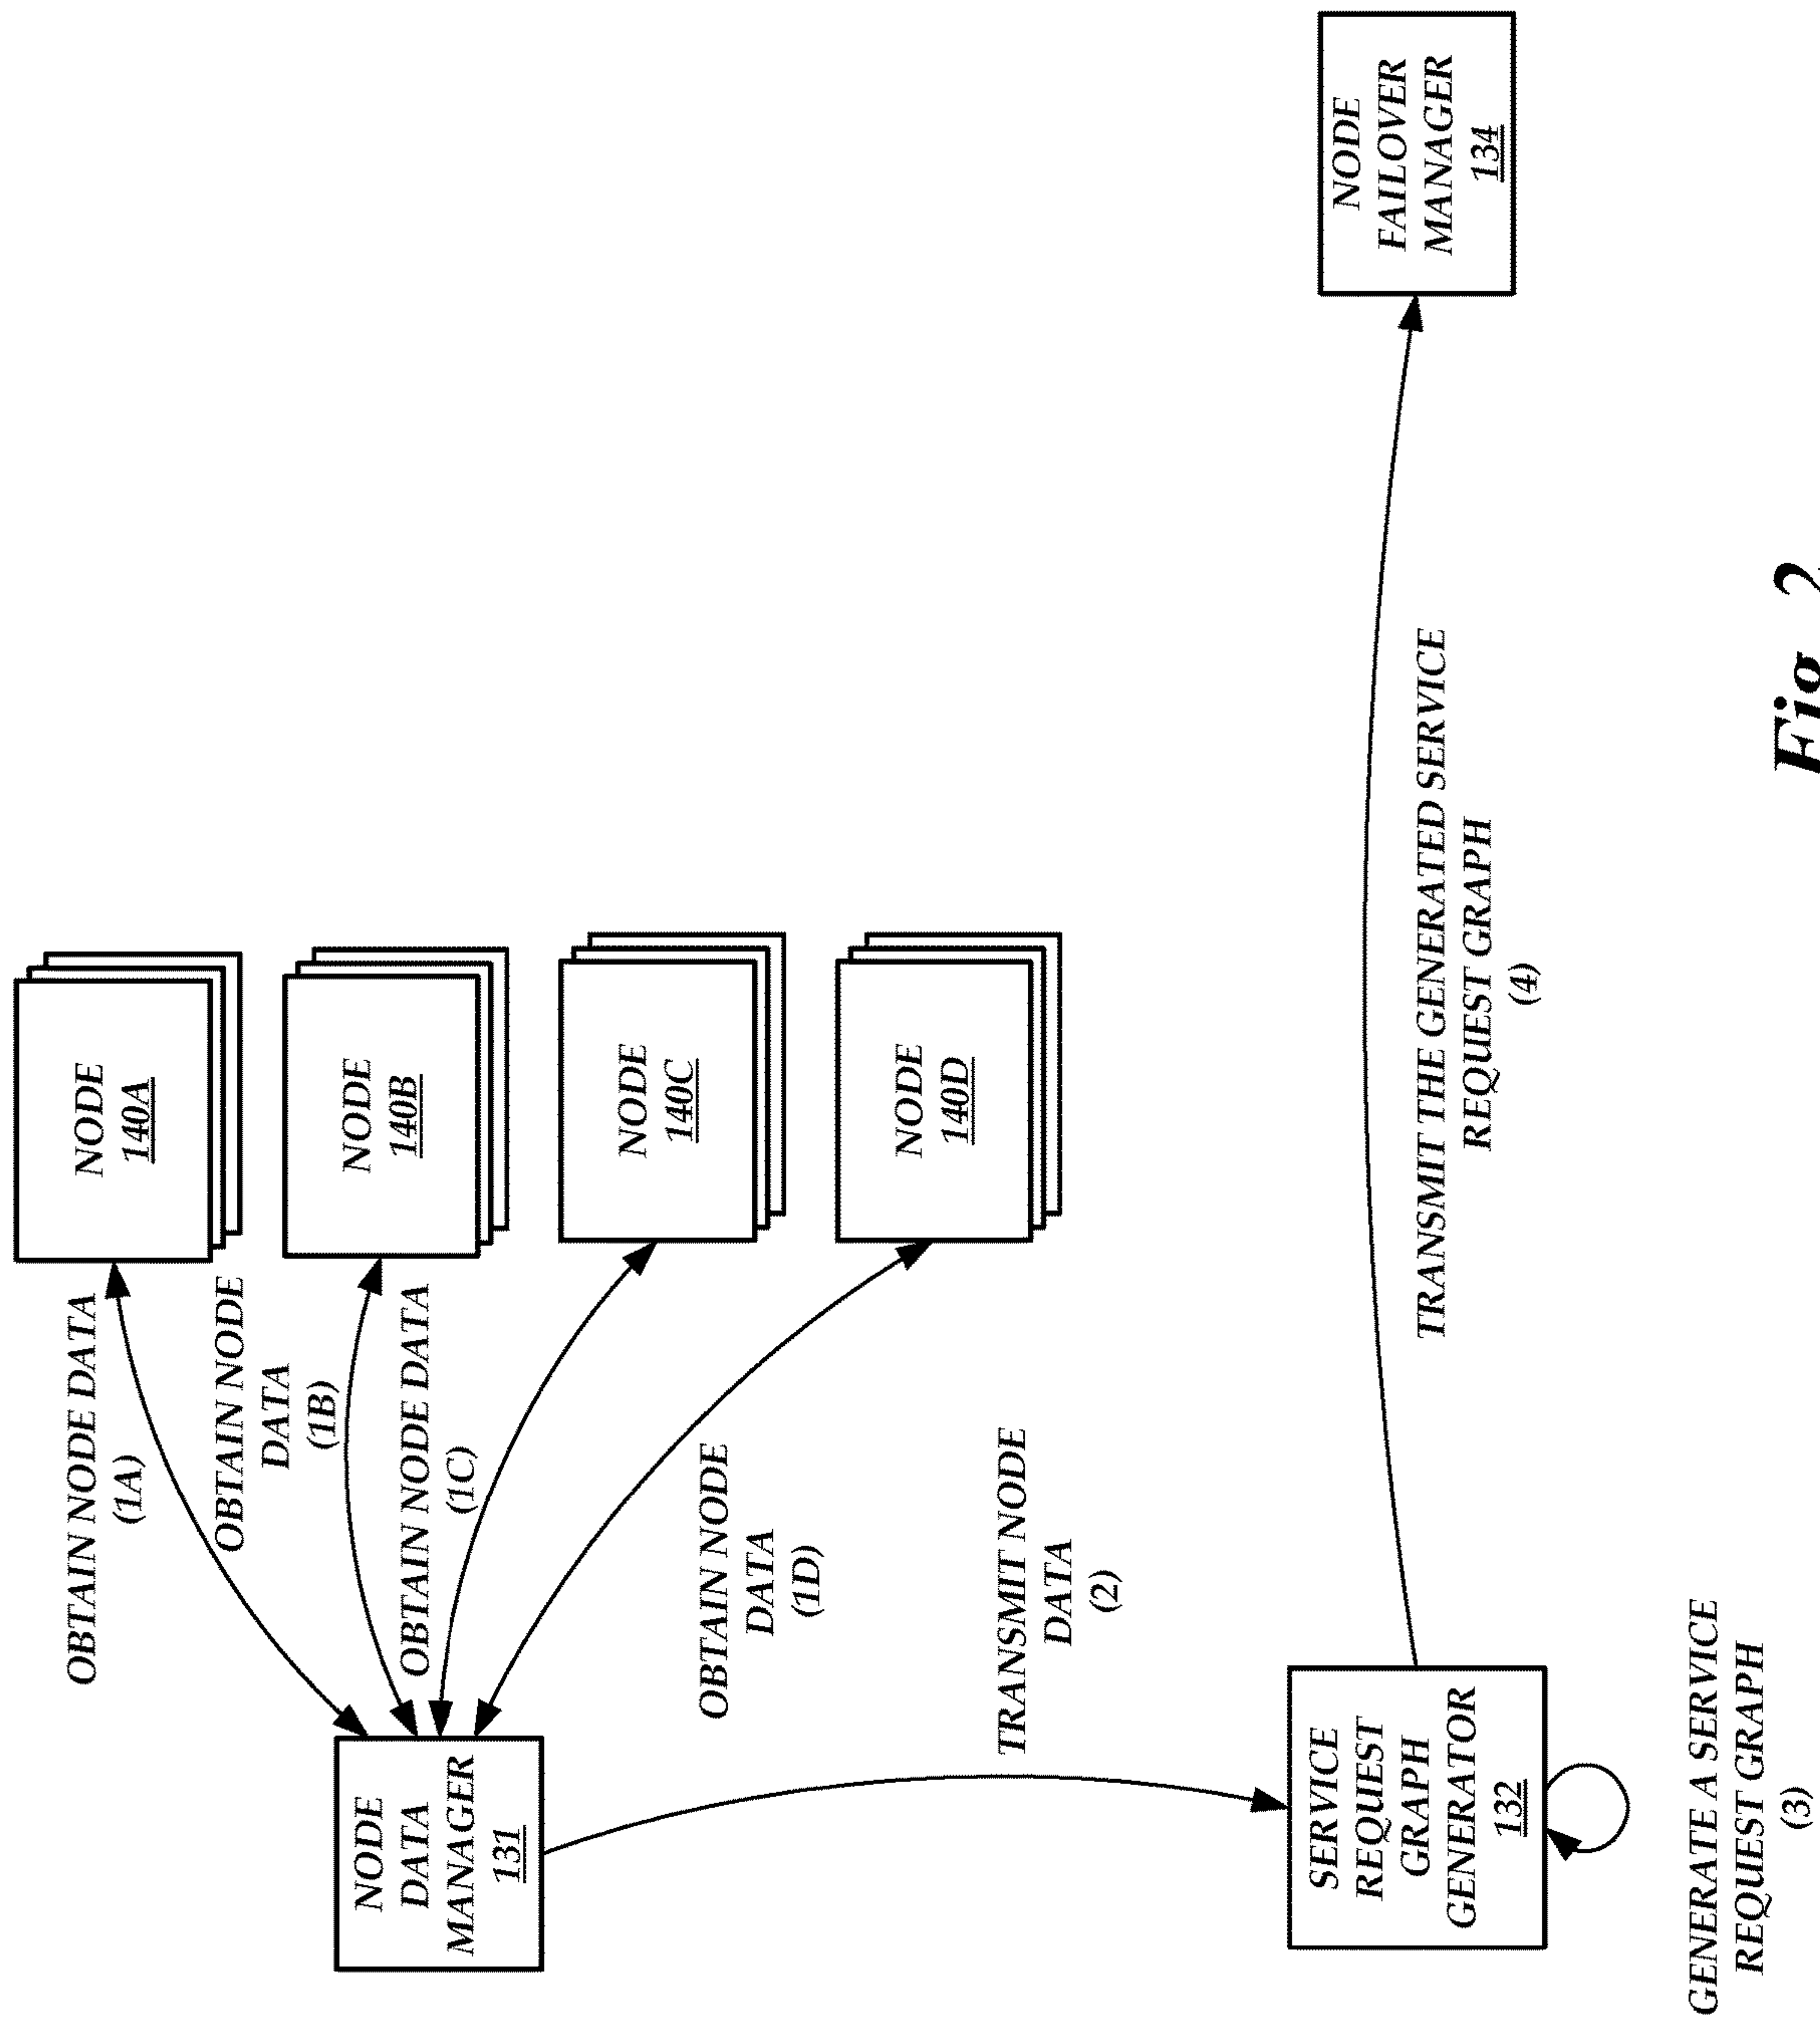 NODE
140A
OBTAIN NODE DATA
(1A)
OBTAIN NODE
DATA
(1B)
NODE
140B
OBTAIN NODE DATA
(1C)
NODE
140C
NODE
DATA
MANAGER
131
OBTAIN NODE
DATA
(1D)
NODE
140D
TRANSMIT NODE
DATA
(2)
SERVICE
REQUEST
GRAPH
GENERATOR
132
TRANSMIT THE GENERATED SERVICE
REQUEST GRAPH
(4)
NODE
FAILOVER
MANAGER
134
GENERATE A SERVICE
REQUEST GRAPH
(3)
Fig. 2